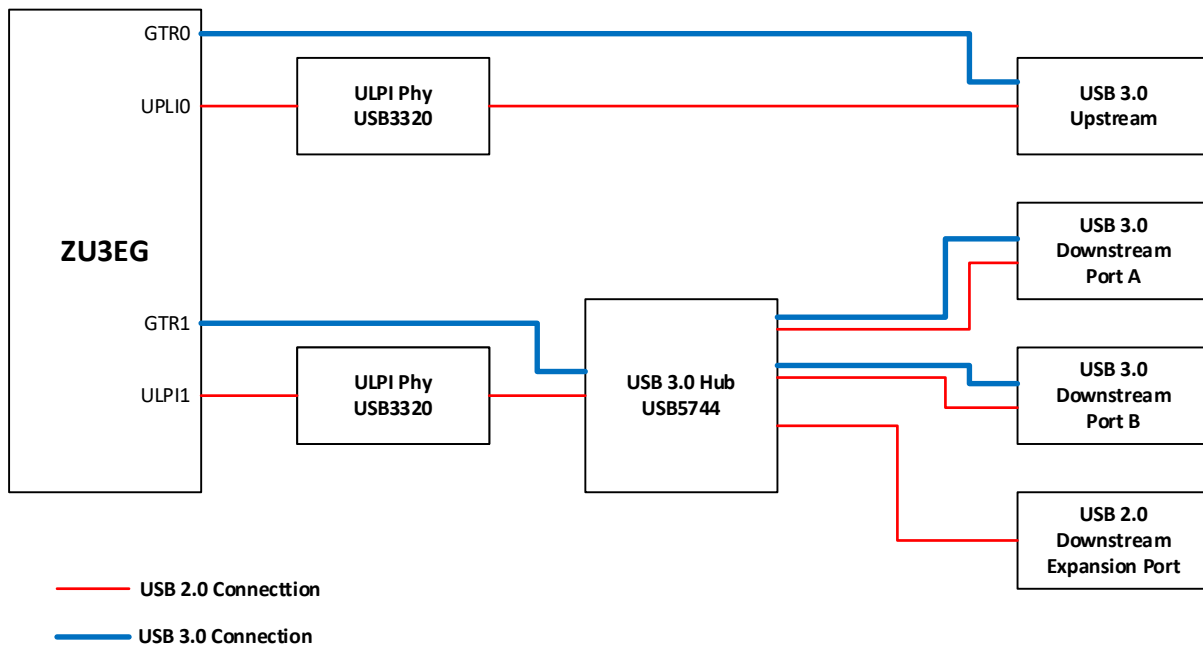 GTR0
UPLI0
ULPI Phy
USB3320
USB 3.0
Upstream
ZU3EG
USB 3.0
Downstream
Port A
GTR1
ULPI1
ULPI Phy
USB3320
USB 3.0 Hub
USB5744
USB 3.0
Downstream
Port B
USB 2.0
Downstream
Expansion Port
USB 2.0 Connecttion
USB 3.0 Connection